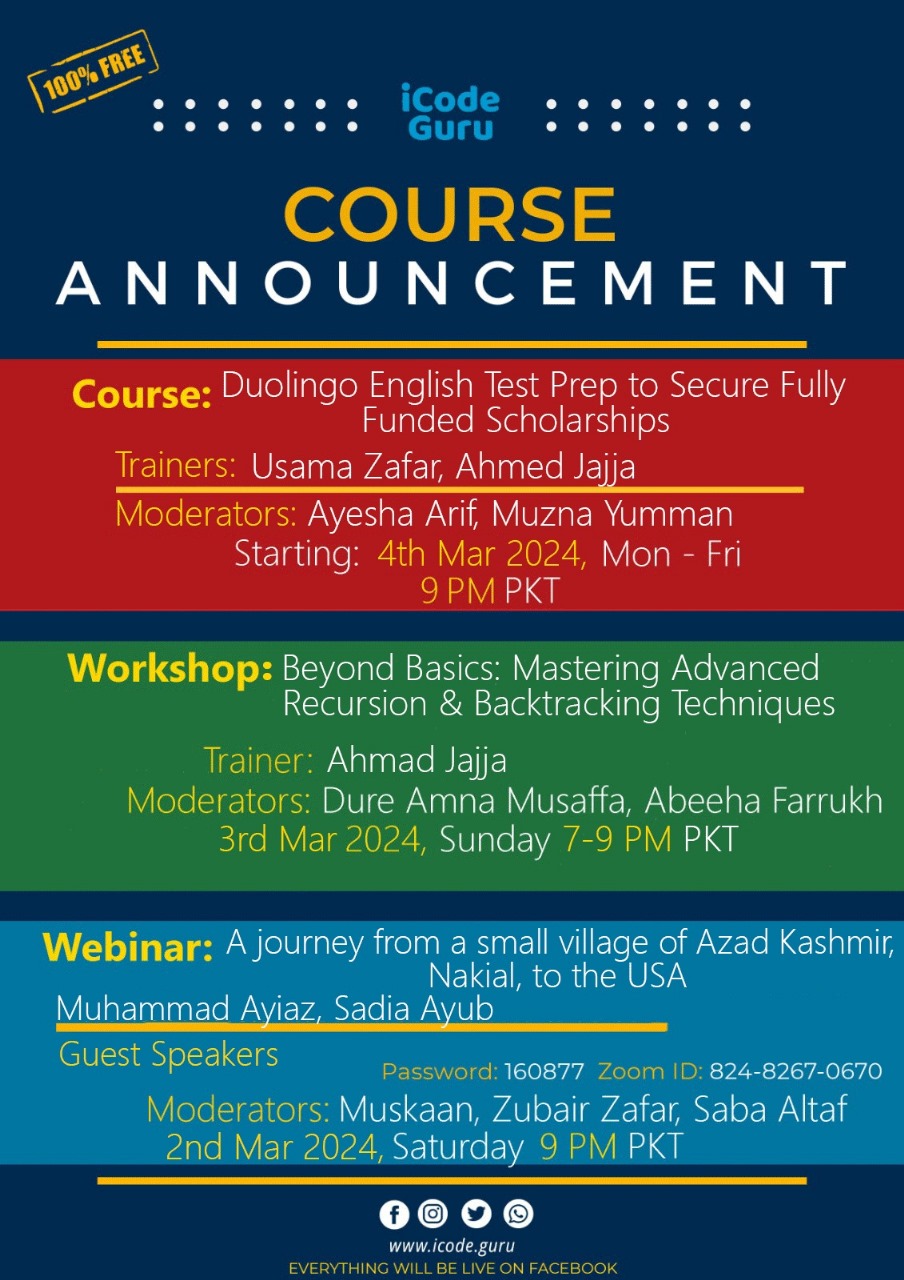 100% FREE
iCode
Guru
COURSE
ANNOUNCEMENT
Course: Duolingo English Test Prep to Secure Fully
Funded Scholarships
Trainers: Usama Zafar, Ahmed Jajja
Moderators: Ayesha Arif, Muzna Yumman
Starting: 4th Mar 2024, Mon - Fri
9 PM PKT
Workshop: Beyond Basics: Mastering Advanced
Recursion & Backtracking Techniques
Trainer: Ahmad Jajja
Moderators: Dure Amna Musaffa, Abeeha Farrukh
3rd Mar 2024, Sunday 7-9 PM PKT
Webinar: A journey from a small village of Azad Kashmir,
Nakial, to the USA
Muhammad Ayiaz, Sadia Ayub
Guest Speakers
Password: 160877 Zoom ID: 824-8267-0670
Moderators: Muskaan, Zubair Zafar, Saba Altaf
2nd Mar 2024, Saturday 9 PM PKT
www.icode.guru
EVERYTHING WILL BE LIVE ON FACEBOOK